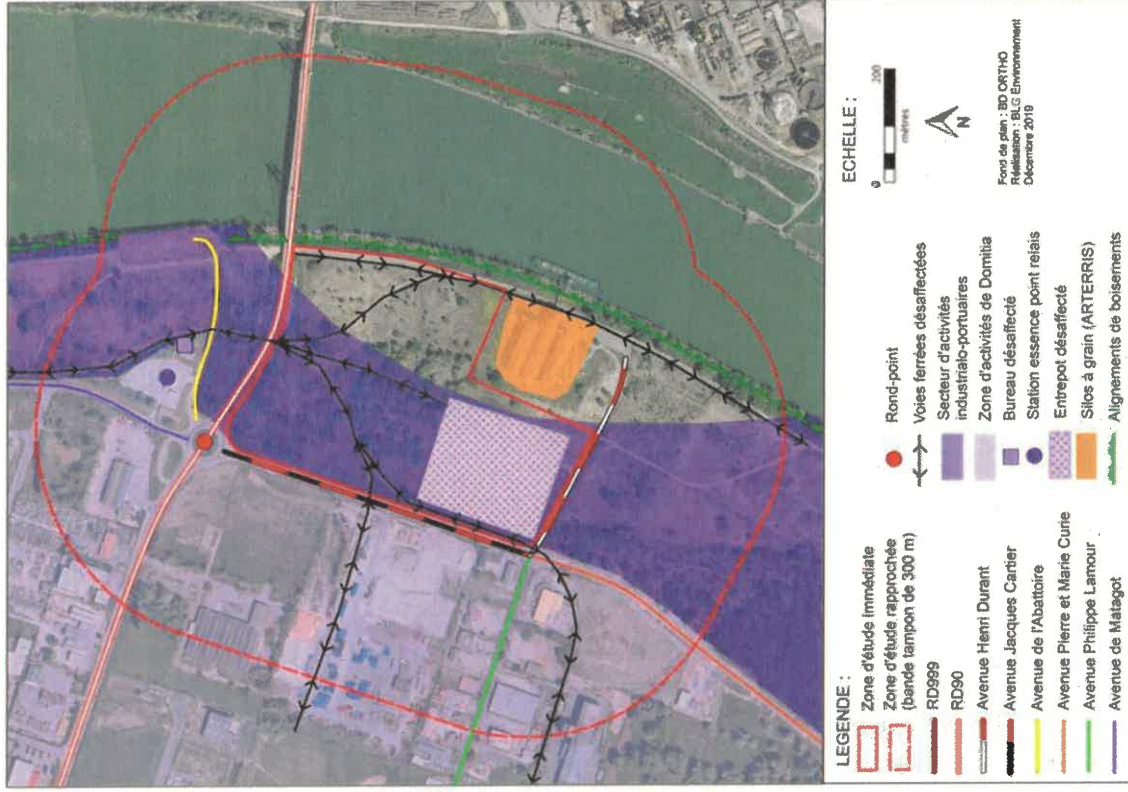 LEGENDE :
Zone d'étude immédiate
Zone d'étude rapprochée
(bande tampon de 300 m)
RD999
RD90
Avenue Henri Durant
Avenue Jacques Cartier
Avenue de l'Abattoire
Avenue Pierre et Marie Curie
Avenue Philippe Lamour
Avenue de Matagot
Rond-point
Voies ferrées désaffectées
Secteur d'activités
industrialo-portuaires
Zone d'activités de Domitia
Bureau désaffecté
Station essence point relais
Entrepot désaffecté
Silos à grain (ARTERRIS)
Alignements de boisements
ECHELLE :
0 200
mètres
N
Fond de plan : BD ORTHO
Réalisation : BLG Environnement
Décembre 2019